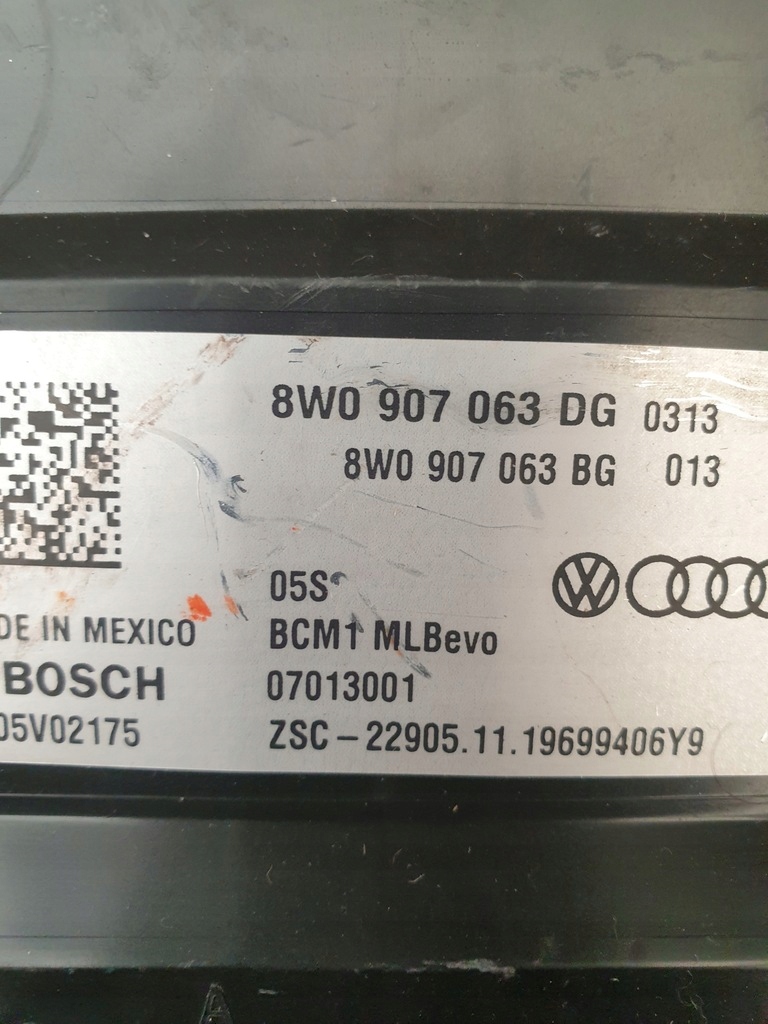 8W0 907 063 DG 0313
8W0 907 063 BG 013
05S
DE IN MEXICO
BCM1 MLBevo
BOSCH
07013001
05V02175
ZSC-22905.11.19699406Y9
A